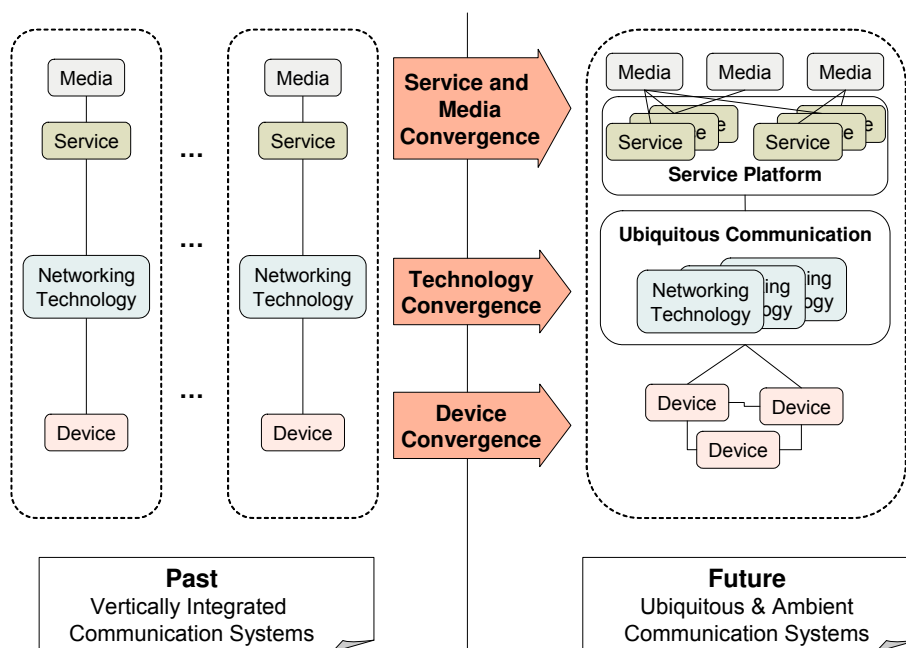 Media
Service
Networking
Technology
Device
...
...
...
Media
Service
Networking
Technology
Device
Service and
Media
Convergence
Technology
Convergence
Device
Convergence
Media
Media
Media
Service
Service
Service Platform
Ubiquitous Communication
Networking
Technology
Device
Device
Device
Past
Vertically Integrated
Communication Systems
Future
Ubiquitous & Ambient
Communication Systems